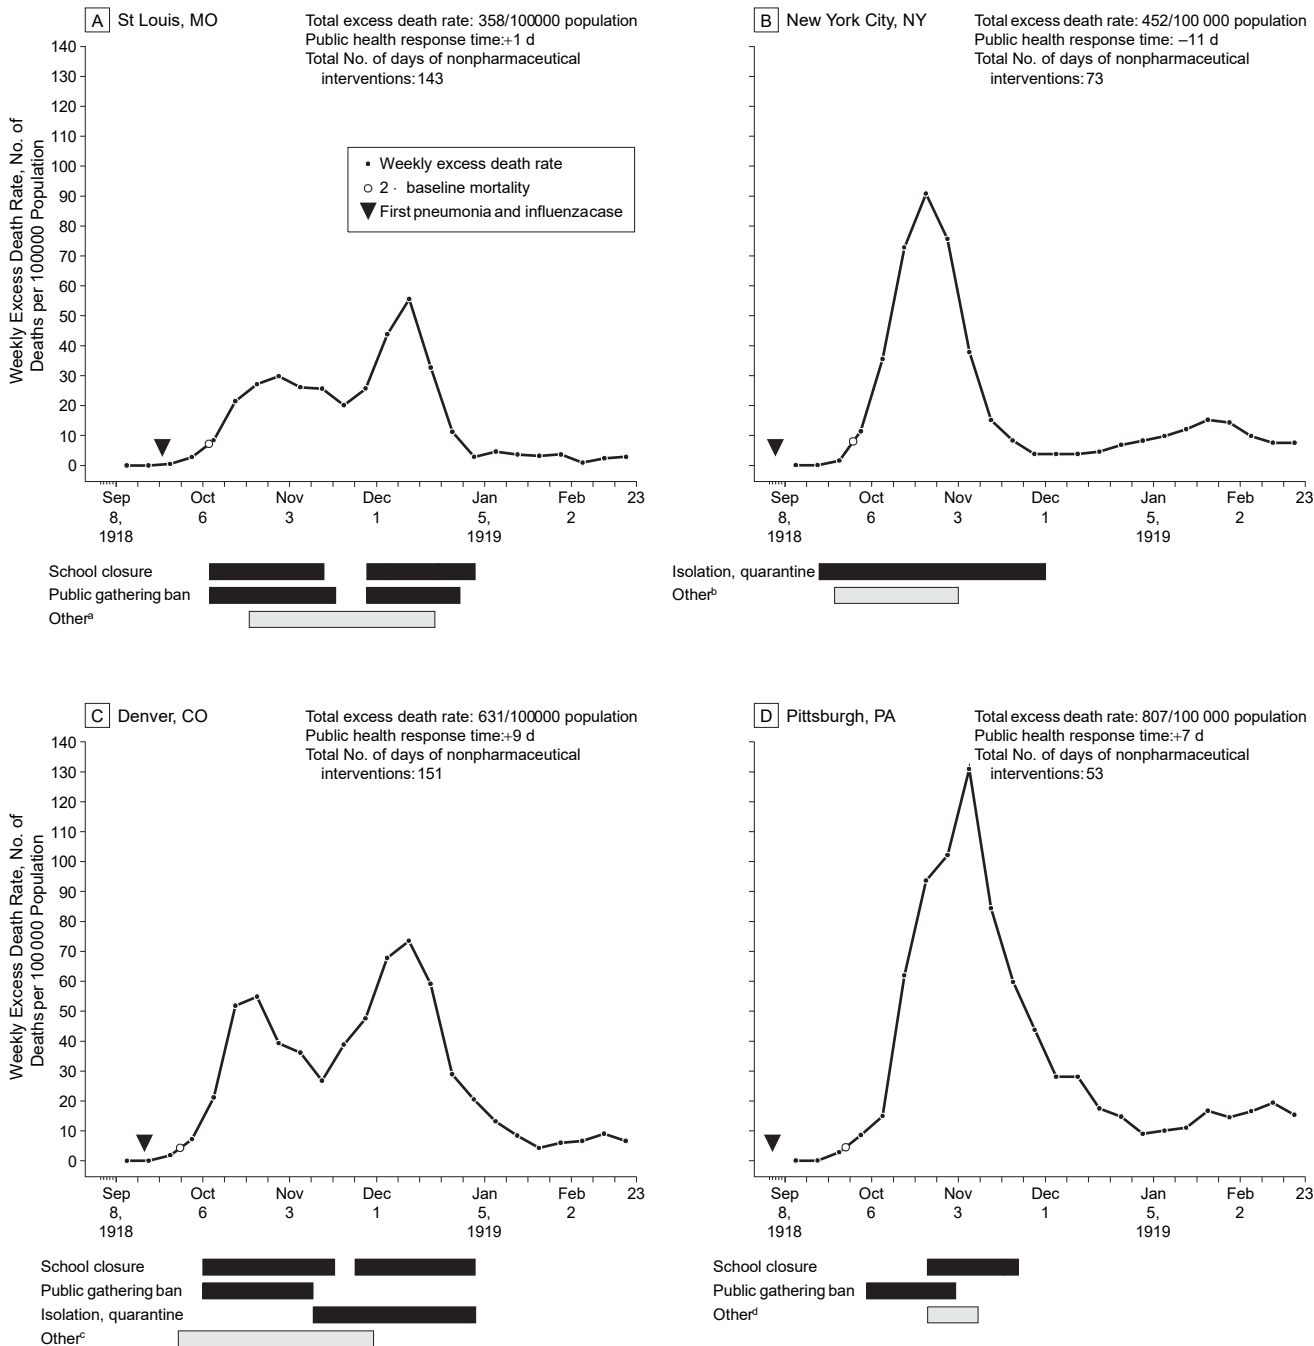 A St Louis, MO
Total excess death rate: 358/100000 population
Public health response time:+1 d
Total No. of days of nonpharmaceutical
interventions:143
Weekly Excess Death Rate, No. of
Deaths per 100000 Population
140
130
120
110
100
90
80
70
60
50
40
30
20
10
0
Weekly excess death rate
2 · baseline mortality
First pneumonia and influenzacase
Sep Oct Nov Dec Jan Feb 23
8, 6 3 1 5, 2
1918 1919
School closure
Public gathering ban
Otherᵃ
B New York City, NY
Total excess death rate: 452/100 000 population
Public health response time: –11 d
Total No. of days of nonpharmaceutical
interventions:73
Sep Oct Nov Dec Jan Feb 23
8, 6 3 1 5, 2
1918 1919
Isolation, quarantine
Otherᵇ
C Denver, CO
Total excess death rate: 631/100000 population
Public health response time:+9 d
Total No. of days of nonpharmaceutical
interventions:151
Weekly Excess Death Rate, No. of
Deaths per 100 000 Population
140
130
120
110
100
90
80
70
60
50
40
30
20
10
0
Sep Oct Nov Dec Jan Feb 23
8, 6 3 1 5, 2
1918 1919
School closure
Public gathering ban
Isolation, quarantine
Otherᶜ
D Pittsburgh, PA
Total excess death rate: 807/100 000 population
Public health response time:+7 d
Total No. of days of nonpharmaceutical
interventions:53
Sep Oct Nov Dec Jan Feb 23
8, 6 3 1 5, 2
1918 1919
School closure
Public gathering ban
Otherᵈ